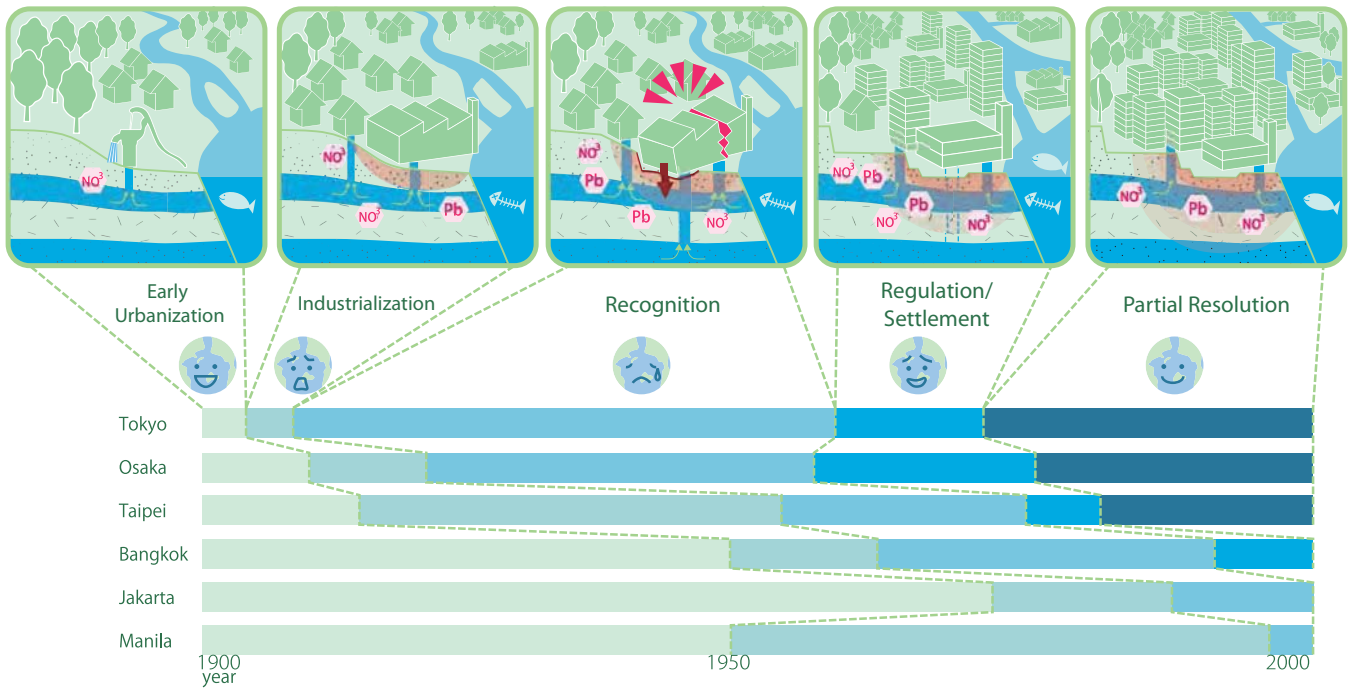 NO3
NO3
NO3
Pb
NO3
Pb
Pb
NO3
NO3
Pb
NO3
Pb
NO3
NO3
Pb
NO3
Early
Urbanization
Industrialization
Recognition
Regulation/
Settlement
Partial Resolution
Tokyo
Osaka
Taipei
Bangkok
Jakarta
Manila
1900
year
1950
2000